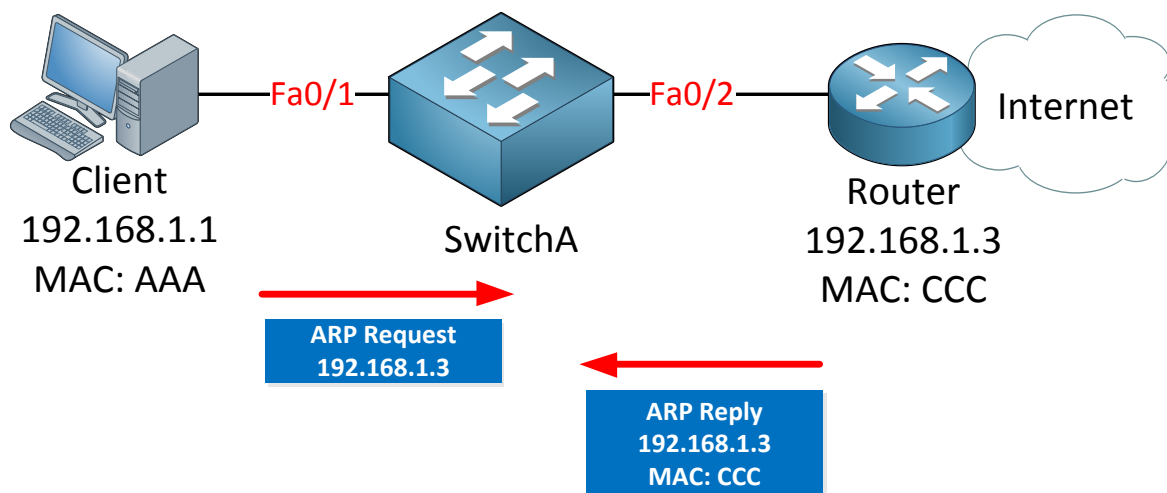 Fa0/1
Fa0/2
Internet
Client
192.168.1.1
MAC: AAA
SwitchA
Router
192.168.1.3
MAC: CCC
ARP Request
192.168.1.3
ARP Reply
192.168.1.3
MAC: CCC